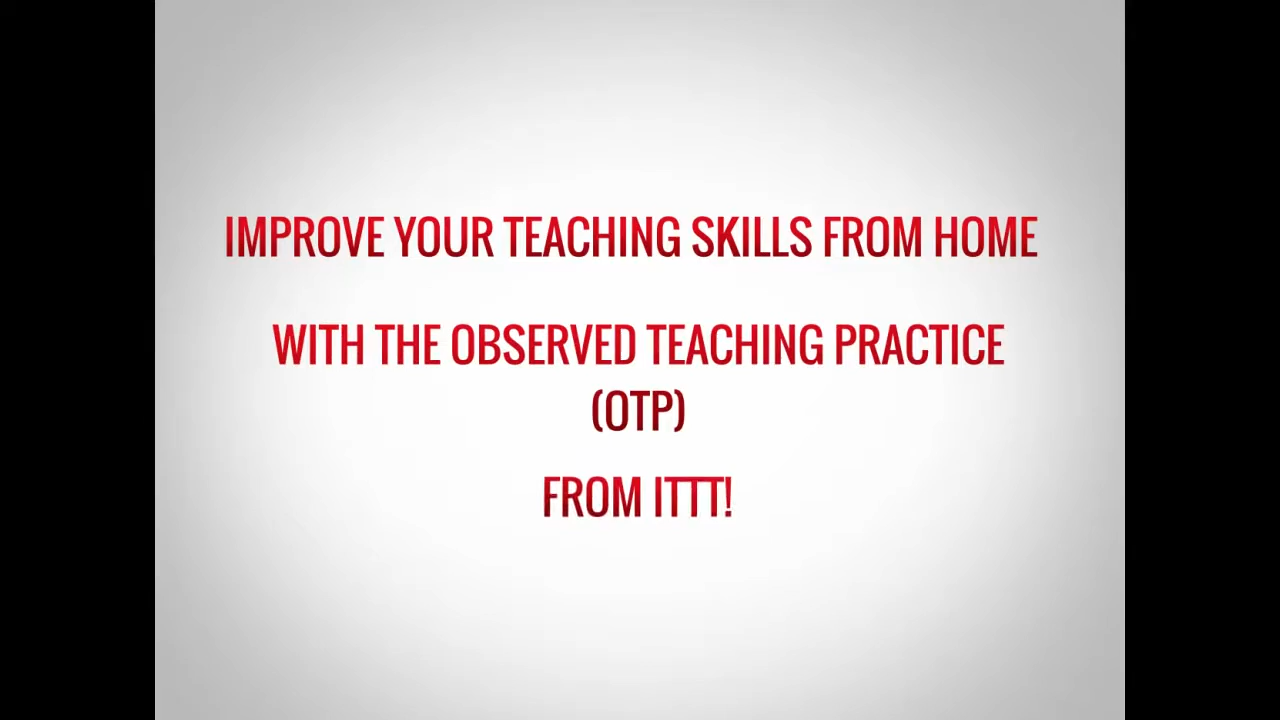 IMPROVE YOUR TEACHING SKILLS FROM HOME
WITH THE OBSERVED TEACHING PRACTICE
(OTP)
FROM ITTT!